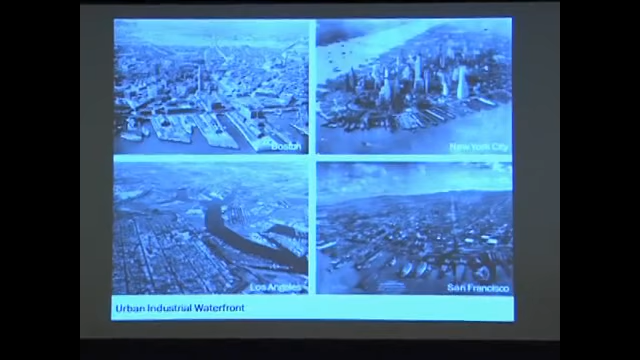 Boston
New York City
Los Angeles
San Francisco
Urban Industrial Waterfront